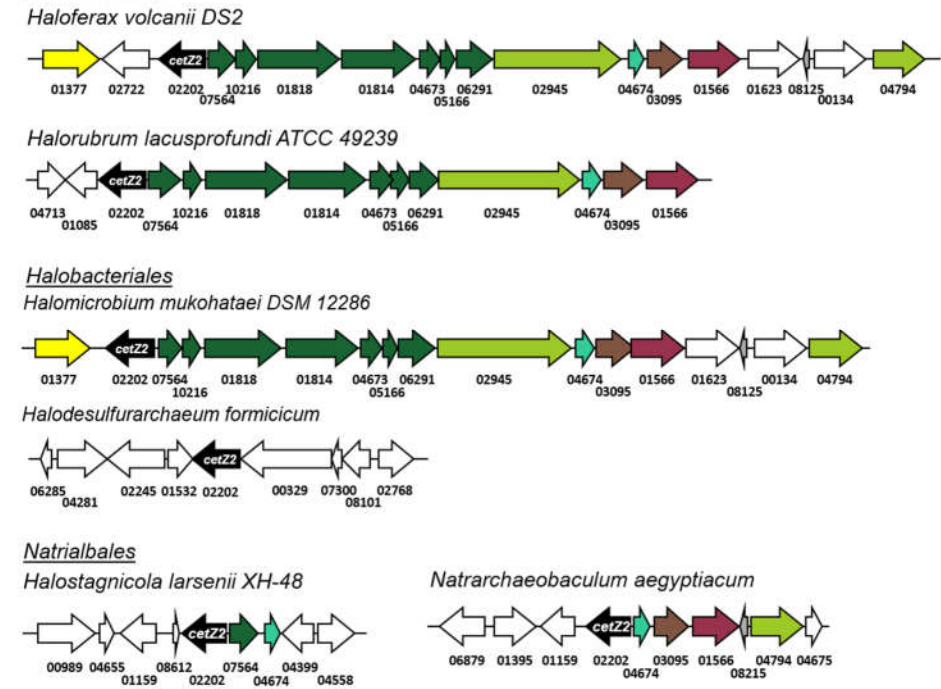 Haloferax volcanii DS2
cetZ2
01377 02722 02202 10216 01818 01814 04673 06291 02945 04674 01566 01623 08125 04794
07564 05166 03095 00134
Halorubrum lacusprofundi ATCC 49239
cetZ2
04713 02202 10216 01818 01814 04673 06291 02945 04674 01566
01085 07564 05166 03095
Halobacteriales
Halomicrobium mukohataei DSM 12286
cetZ2
01377 02202 07564 01818 01814 04673 06291 02945 04674 01566 01623 00134 04794
10216 05166 03095 08125
Halodesulfurarchaeum formicicum
cetZ2
06285 02245 01532 02202 00329 07300 02768
04281 08101
Natrialbales
Halostagnicola larsenii XH-48
cetZ2
00989 04655 08612 07564 04399
01159 02202 04674 04558
Natrarchaeobaculum aegyptiacum
cetZ2
06879 01395 01159 02202 03095 01566 04794 04675
04674 08215